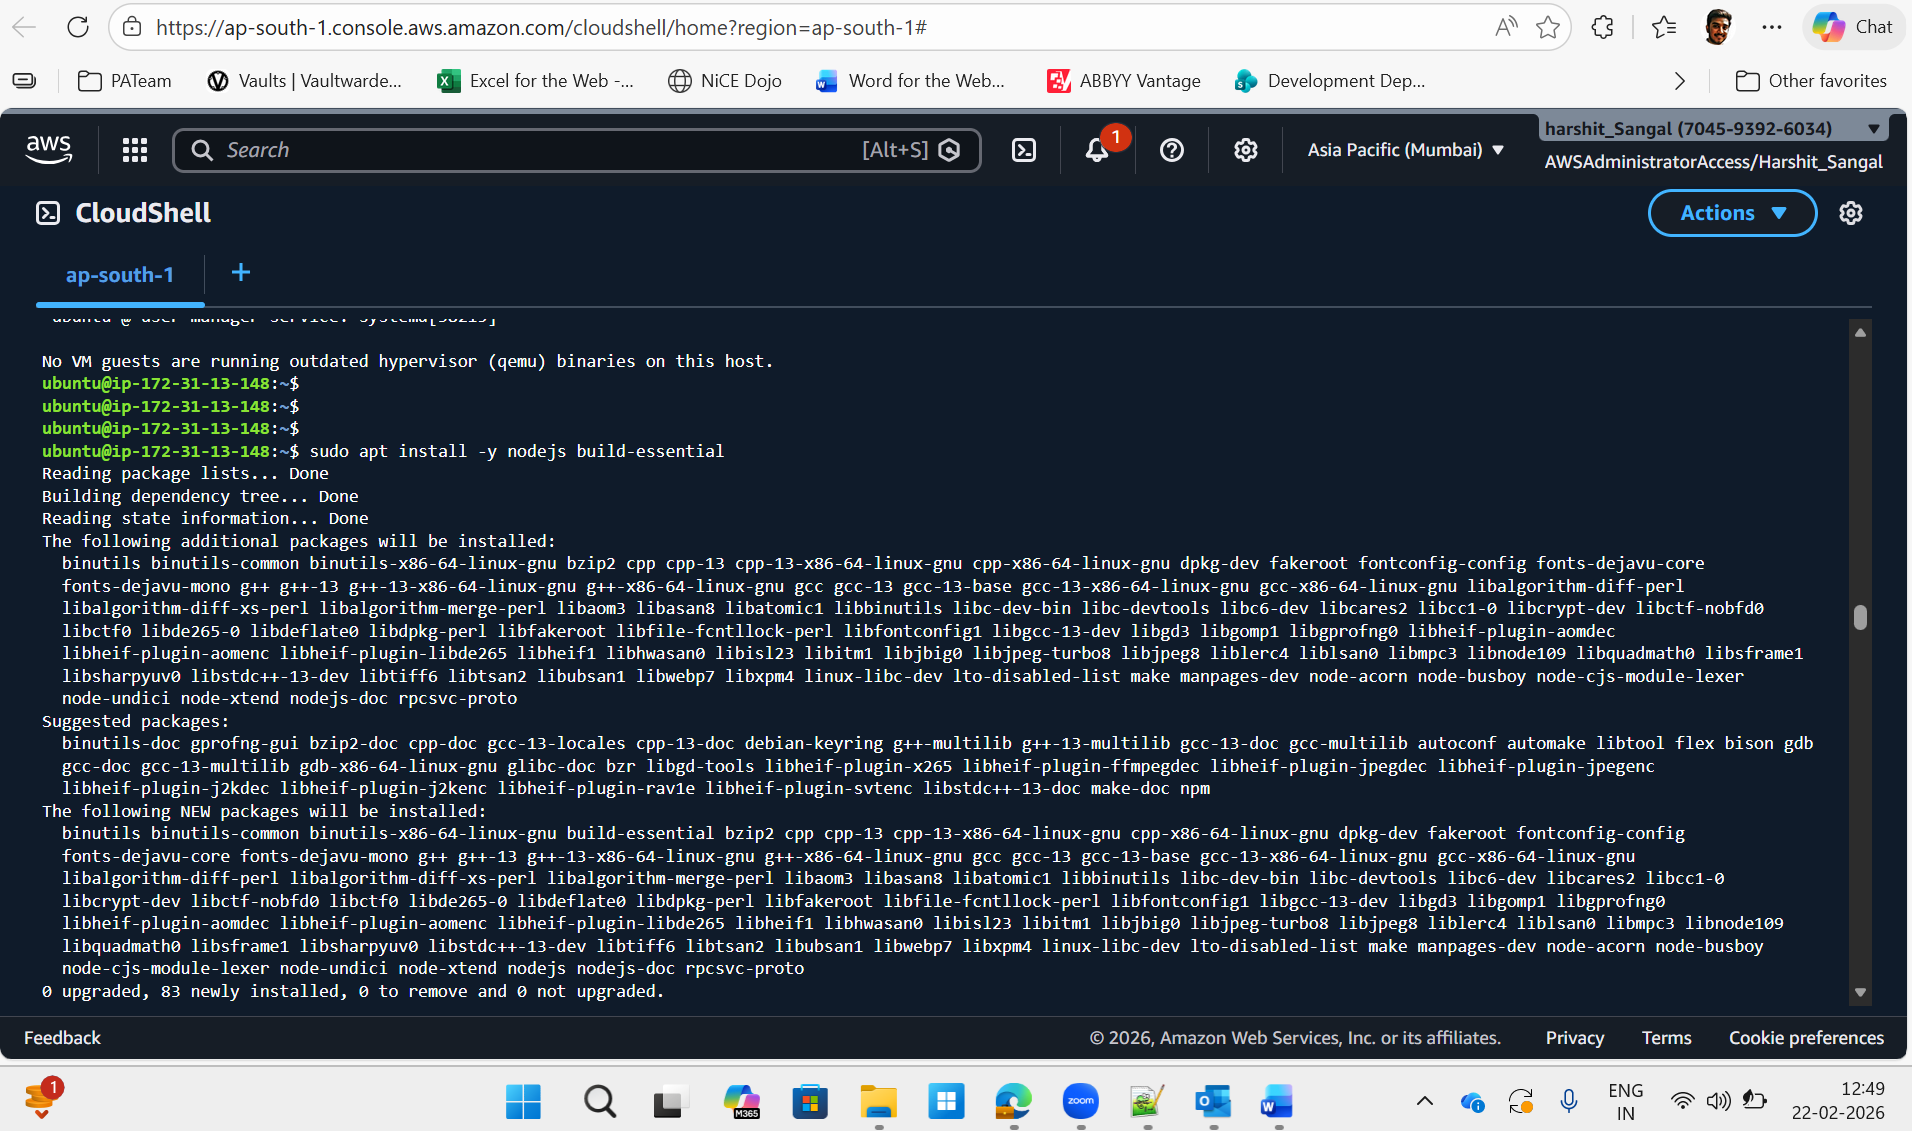 https://ap-south-1.console.aws.amazon.com/cloudshell/home?region=ap-south-1#
Chat
PATeam
Vaults | Vaultwarde...
Excel for the Web -...
NiCE Dojo
Word for the Web...
ABBYY Vantage
Development Dep...
Other favorites
aws
Search
[Alt+S]
1
Asia Pacific (Mumbai)
harshit_Sangal (7045-9392-6034)
AWSAdministratorAccess/Harshit_Sangal
CloudShell
Actions
ap-south-1
+
ubuntu @ user manager service: systemd[58219]
No VM guests are running outdated hypervisor (qemu) binaries on this host.
ubuntu@ip-172-31-13-148:~$
ubuntu@ip-172-31-13-148:~$
ubuntu@ip-172-31-13-148:~$
ubuntu@ip-172-31-13-148:~$ sudo apt install -y nodejs build-essential
Reading package lists... Done
Building dependency tree... Done
Reading state information... Done
The following additional packages will be installed:
binutils binutils-common binutils-x86-64-linux-gnu bzip2 cpp cpp-13 cpp-13-x86-64-linux-gnu cpp-x86-64-linux-gnu dpkg-dev fakeroot fontconfig-config fonts-dejavu-core
fonts-dejavu-mono g++ g++-13 g++-13-x86-64-linux-gnu g++-x86-64-linux-gnu gcc gcc-13 gcc-13-base gcc-13-x86-64-linux-gnu gcc-x86-64-linux-gnu libalgorithm-diff-perl
libalgorithm-diff-xs-perl libalgorithm-merge-perl libaom3 libasan8 libatomic1 libbinutils libc-dev-bin libc-devtools libc6-dev libcares2 libcc1-0 libcrypt-dev libctf-nobfd0
libctf0 libde265-0 libdeflate0 libdpkg-perl libfakeroot libfile-fcntllock-perl libfontconfig1 libgcc-13-dev libgd3 libgomp1 libgprofng0 libheif-plugin-aomdec
libheif-plugin-aomenc libheif-plugin-libde265 libheif1 libhwasan0 libisl23 libitm1 libjbig0 libjpeg-turbo8 libjpeg8 liblerc4 liblsan0 libmpc3 libnode109 libquadmath0 libsframe1
libsharpyuv0 libstdc++-13-dev libtiff6 libtsan2 libubsan1 libwebp7 libxpm4 linux-libc-dev lto-disabled-list make manpages-dev node-acorn node-busboy node-cjs-module-lexer
node-undici node-xtend nodejs-doc rpcsvc-proto
Suggested packages:
binutils-doc gprofng-gui bzip2-doc cpp-doc gcc-13-locales cpp-13-doc debian-keyring g++-multilib g++-13-multilib gcc-13-doc gcc-multilib autoconf automake libtool flex bison gdb
gcc-doc gcc-13-multilib gdb-x86-64-linux-gnu glibc-doc bzr libgd-tools libheif-plugin-x265 libheif-plugin-ffmpegdec libheif-plugin-jpegdec libheif-plugin-jpegenc
libheif-plugin-j2kdec libheif-plugin-j2kenc libheif-plugin-rav1e libheif-plugin-svtenc libstdc++-13-doc make-doc npm
The following NEW packages will be installed:
binutils binutils-common binutils-x86-64-linux-gnu build-essential bzip2 cpp cpp-13 cpp-13-x86-64-linux-gnu cpp-x86-64-linux-gnu dpkg-dev fakeroot fontconfig-config
fonts-dejavu-core fonts-dejavu-mono g++ g++-13 g++-13-x86-64-linux-gnu g++-x86-64-linux-gnu gcc gcc-13 gcc-13-base gcc-13-x86-64-linux-gnu gcc-x86-64-linux-gnu
libalgorithm-diff-perl libalgorithm-diff-xs-perl libalgorithm-merge-perl libaom3 libasan8 libatomic1 libbinutils libc-dev-bin libc-devtools libc6-dev libcares2 libcc1-0
libcrypt-dev libctf-nobfd0 libctf0 libde265-0 libdeflate0 libdpkg-perl libfakeroot libfile-fcntllock-perl libfontconfig1 libgcc-13-dev libgd3 libgomp1 libgprofng0
libheif-plugin-aomdec libheif-plugin-aomenc libheif-plugin-libde265 libheif1 libhwasan0 libisl23 libitm1 libjbig0 libjpeg-turbo8 libjpeg8 liblerc4 liblsan0 libmpc3 libnode109
libquadmath0 libsframe1 libsharpyuv0 libstdc++-13-dev libtiff6 libtsan2 libubsan1 libwebp7 libxpm4 linux-libc-dev lto-disabled-list make manpages-dev node-acorn node-busboy
node-cjs-module-lexer node-undici node-xtend nodejs nodejs-doc rpcsvc-proto
0 upgraded, 83 newly installed, 0 to remove and 0 not upgraded.
Feedback
© 2026, Amazon Web Services, Inc. or its affiliates.
Privacy
Terms
Cookie preferences
1
M365
zoom
ENG
IN
12:49
22-02-2026